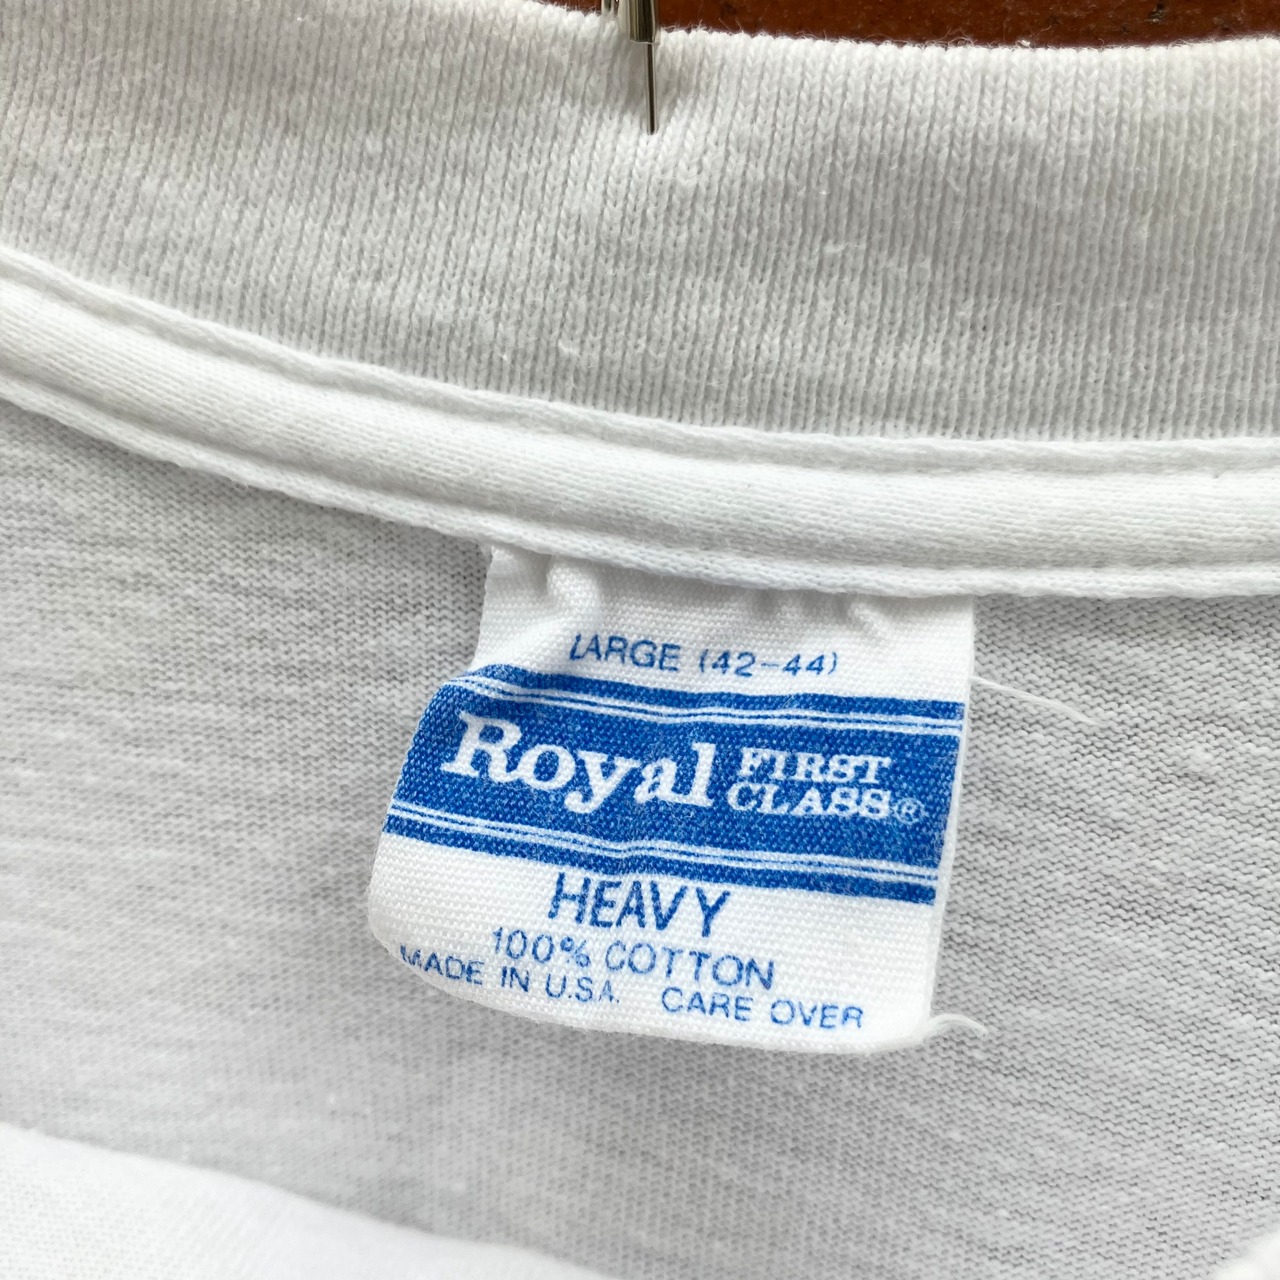 LARGE (42-44)
Royal FIRST CLASS®
HEAVY
100% COTTON
MADE IN U.S.A. CARE OVER